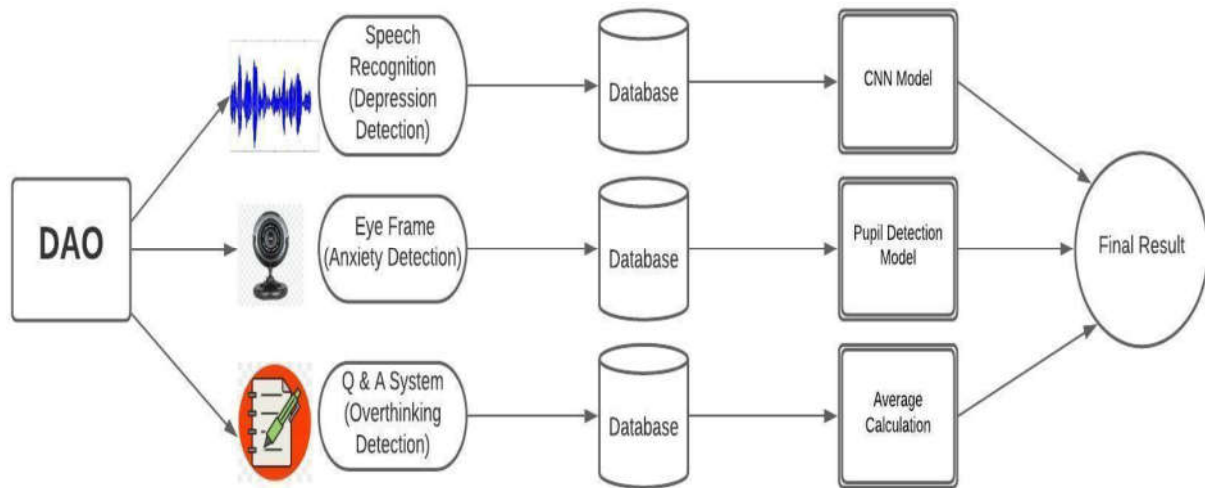 DAO
Speech
Recognition
(Depression
Detection)
Database
CNN Model
Eye Frame
(Anxiety Detection)
Database
Pupil Detection
Model
Final Result
Q & A System
(Overthinking
Detection)
Database
Average
Calculation